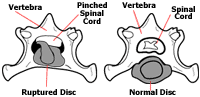 Vertebra
Pinched
Spinal
Cord
Ruptured Disc
Vertebra
Spinal
Cord
Normal Disc